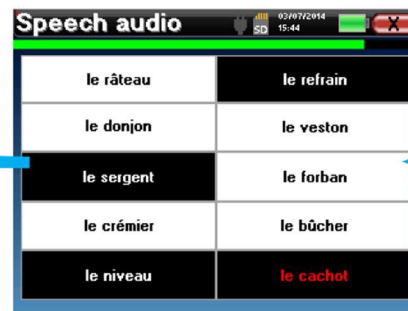 Speech audio
SD
03/07/2014
15:44
X
le râteau
le refrain
le donjon
le veston
le sergent
le forban
le crémier
le bûcher
le niveau
le cachot